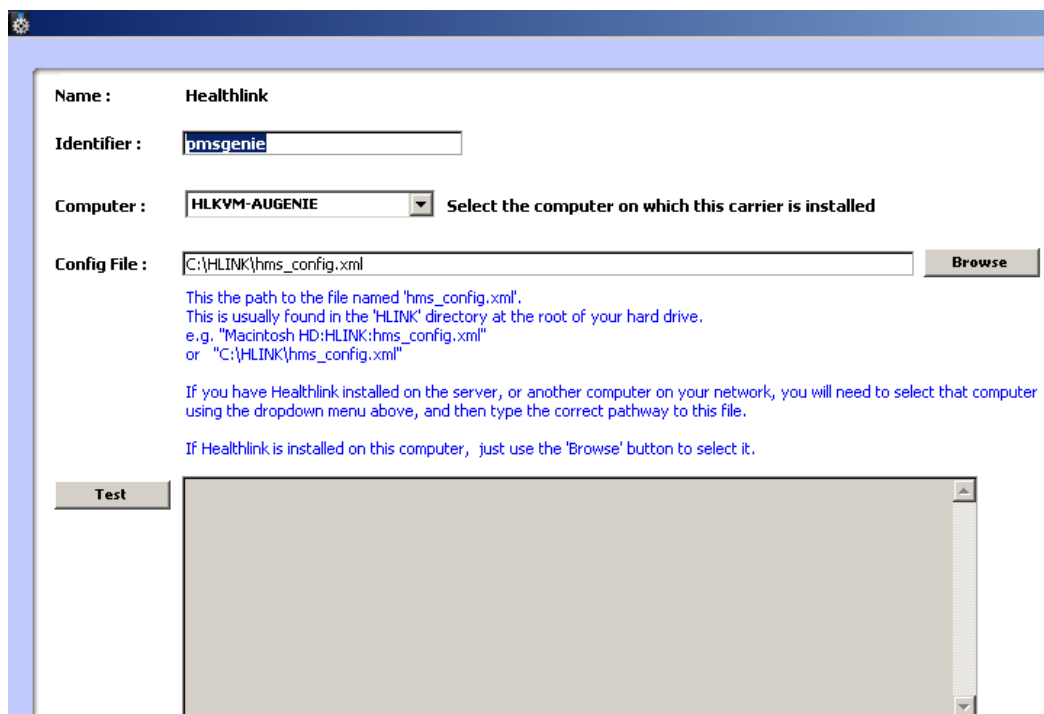 Name : Healthlink
Identifier : pmsgenie
Computer : HLKVM-AUGENIE Select the computer on which this carrier is installed
Config File : C:\HLINK\hms_config.xml Browse
This the path to the file named 'hms_config.xml'.
This is usually found in the 'HLINK' directory at the root of your hard drive.
e.g. "Macintosh HD:HLINK:hms_config.xml"
or "C:\HLINK\hms_config.xml"
If you have Healthlink installed on the server, or another computer on your network, you will need to select that computer
using the dropdown menu above, and then type the correct pathway to this file.
If Healthlink is installed on this computer, just use the 'Browse' button to select it.
Test